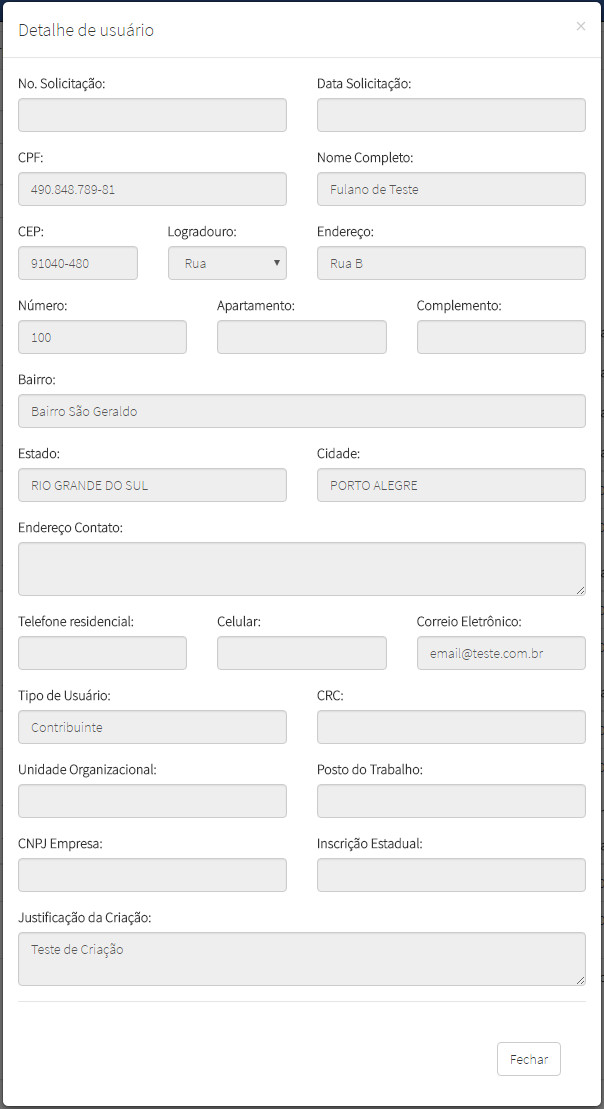 Detalhe de usuário ×
No. Solicitação: Data Solicitação:
CPF: Nome Completo:
490.848.789-81 Fulano de Teste
CEP: Logradouro: Endereço:
91040-480 Rua Rua B
Número: Apartamento: Complemento:
100
Bairro:
Bairro São Geraldo
Estado: Cidade:
RIO GRANDE DO SUL PORTO ALEGRE
Endereço Contato:
Telefone residencial: Celular: Correio Eletrônico:
email@teste.com.br
Tipo de Usuário: CRC:
Contribuinte
Unidade Organizacional: Posto do Trabalho:
CNPJ Empresa: Inscrição Estadual:
Justificação da Criação:
Teste de Criação
Fechar